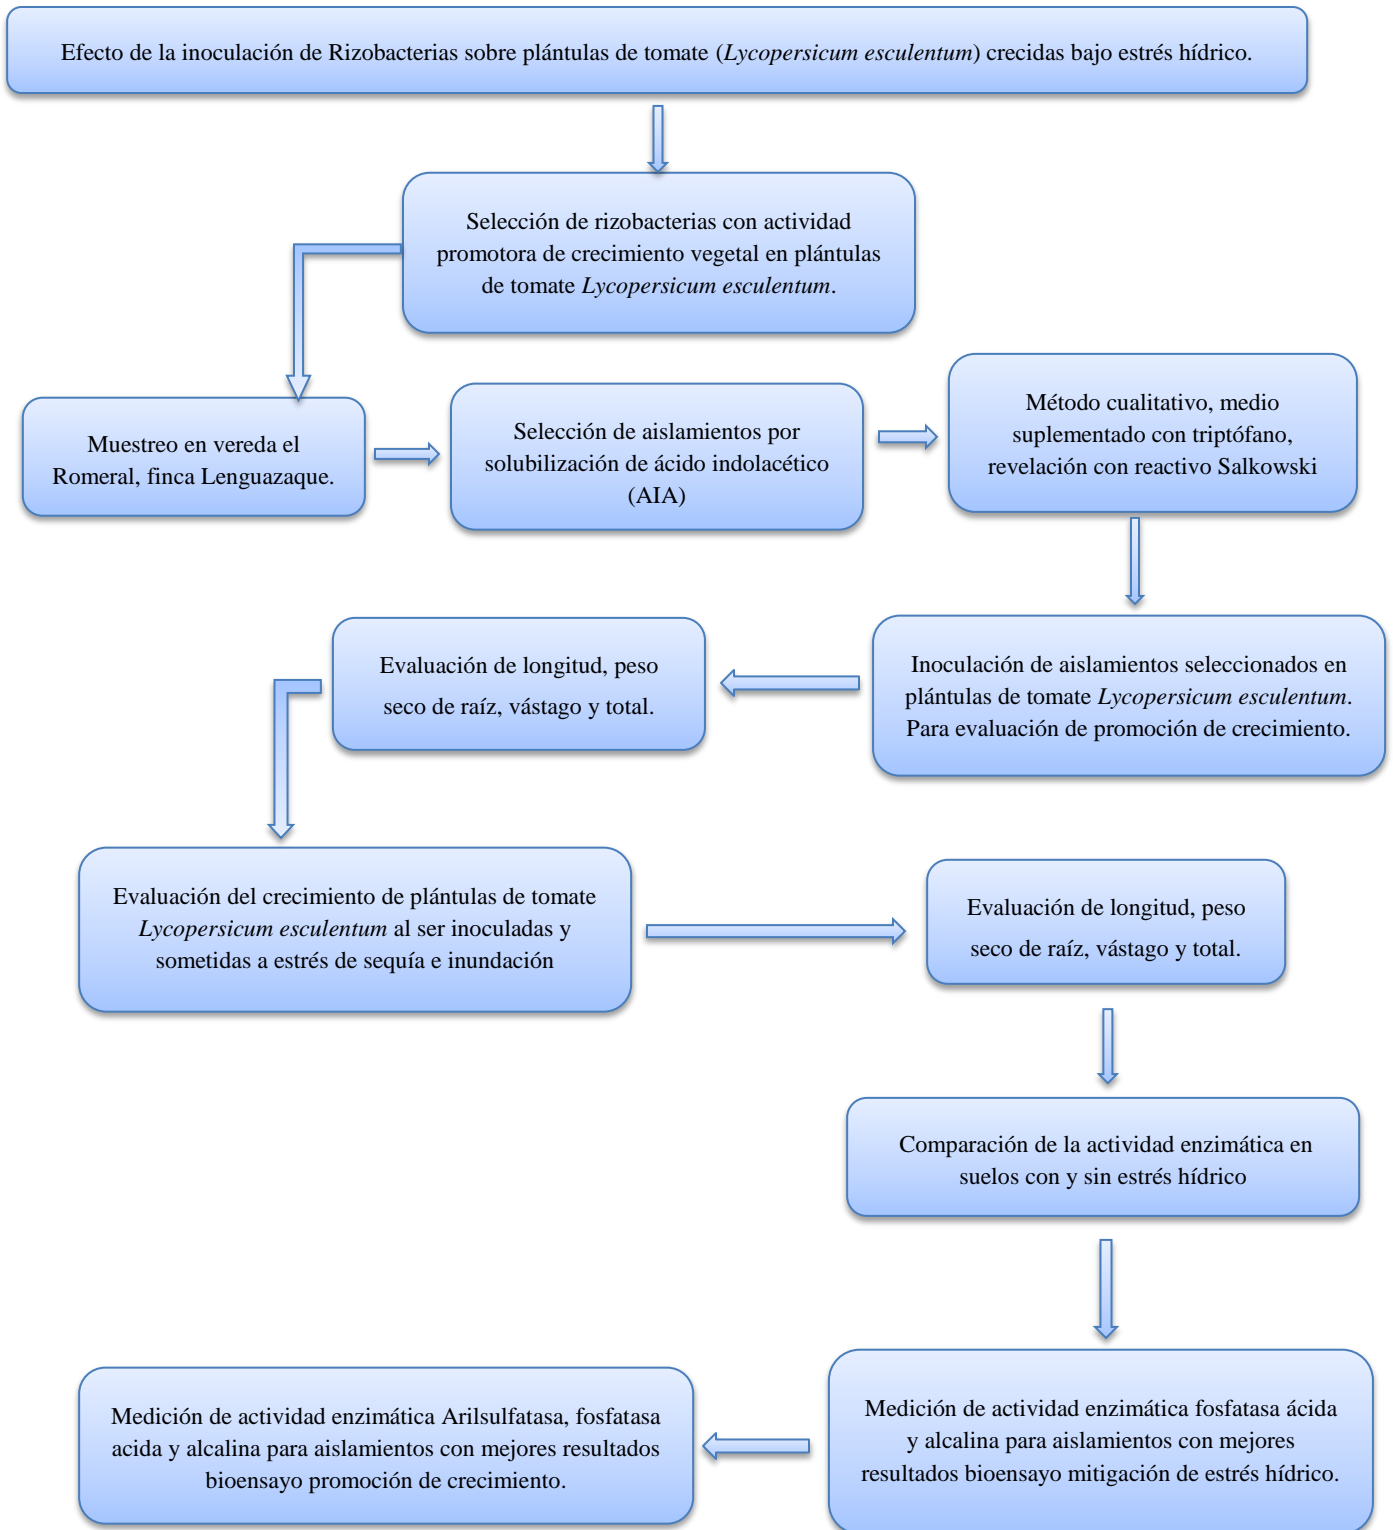 Efecto de la inoculación de Rizobacterias sobre plántulas de tomate (Lycopersicum esculentum) crecidas bajo estrés hídrico.
Selección de rizobacterias con actividad
promotora de crecimiento vegetal en plántulas
de tomate Lycopersicum esculentum.
Muestreo en vereda el
Romeral, finca Lenguazaque.
Selección de aislamientos por
solubilización de ácido indolacético
(AIA)
Método cualitativo, medio
suplementado con triptófano,
revelación con reactivo Salkowski
Inoculación de aislamientos seleccionados en
plántulas de tomate Lycopersicum esculentum.
Para evaluación de promoción de crecimiento.
Evaluación de longitud, peso
seco de raíz, vástago y total.
Evaluación del crecimiento de plántulas de tomate
Lycopersicum esculentum al ser inoculadas y
sometidas a estrés de sequía e inundación
Evaluación de longitud, peso
seco de raíz, vástago y total.
Comparación de la actividad enzimática en
suelos con y sin estrés hídrico
Medición de actividad enzimática fosfatasa ácida
y alcalina para aislamientos con mejores
resultados bioensayo mitigación de estrés hídrico.
Medición de actividad enzimática Arilsulfatasa, fosfatasa
acida y alcalina para aislamientos con mejores resultados
bioensayo promoción de crecimiento.